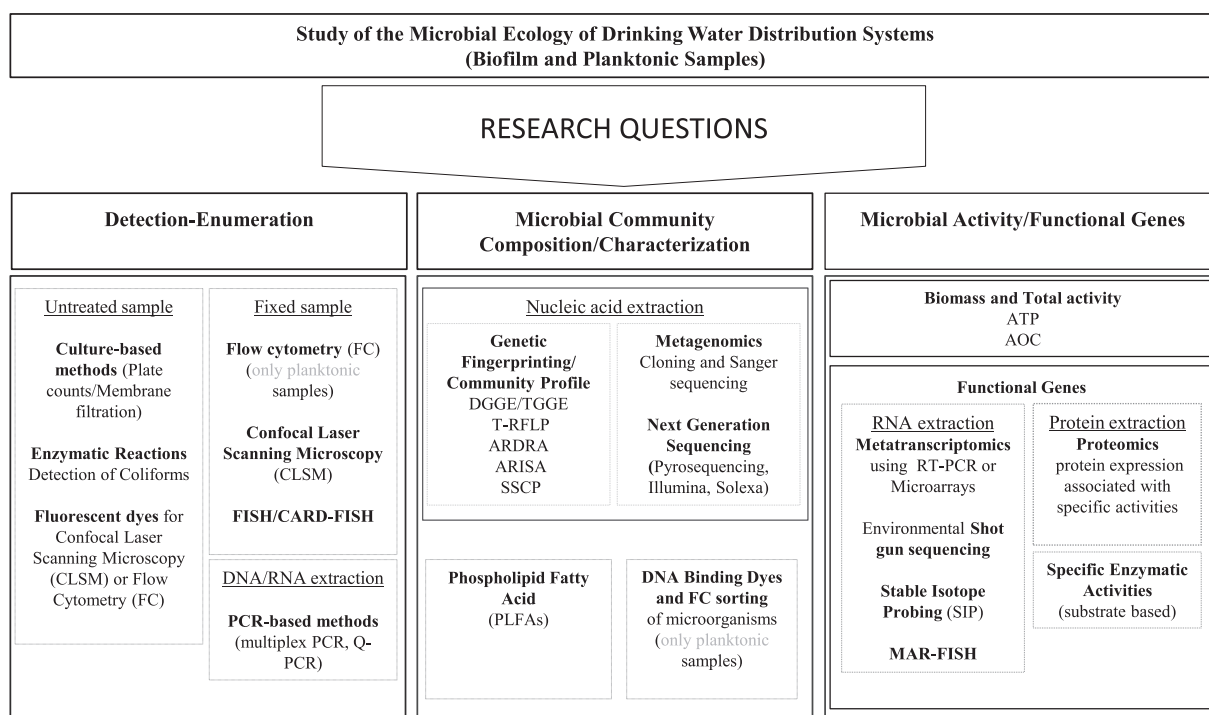 Study of the Microbial Ecology of Drinking Water Distribution Systems
(Biofilm and Planktonic Samples)
RESEARCH QUESTIONS
Detection-Enumeration
Untreated sample
Culture-based
methods (Plate
counts/Membrane
filtration)
Enzymatic Reactions
Detection of Coliforms
Fluorescent dyes for
Confocal Laser
Scanning Microscopy
(CLSM) or Flow
Cytometry (FC)
Fixed sample
Flow cytometry (FC)
(only planktonic
samples)
Confocal Laser
Scanning Microscopy
(CLSM)
FISH/CARD-FISH
DNA/RNA extraction
PCR-based methods
(multiplex PCR, Q-
PCR)
Microbial Community
Composition/Characterization
Nucleic acid extraction
Genetic
Fingerprinting/
Community Profile
DGGE/TGGE
T-RFLP
ARDRA
ARISA
SSCP
Metagenomics
Cloning and Sanger
sequencing
Next Generation
Sequencing
(Pyrosequencing,
Illumina, Solexa)
Phospholipid Fatty
Acid
(PLFAs)
DNA Binding Dyes
and FC sorting
of microorganisms
(only planktonic
samples)
Microbial Activity/Functional Genes
Biomass and Total activity
ATP
AOC
Functional Genes
RNA extraction
Metatranscriptomics
using RT-PCR or
Microarrays
Environmental Shot
gun sequencing
Stable Isotope
Probing (SIP)
MAR-FISH
Protein extraction
Proteomics
protein expression
associated with
specific activities
Specific Enzymatic
Activities
(substrate based)